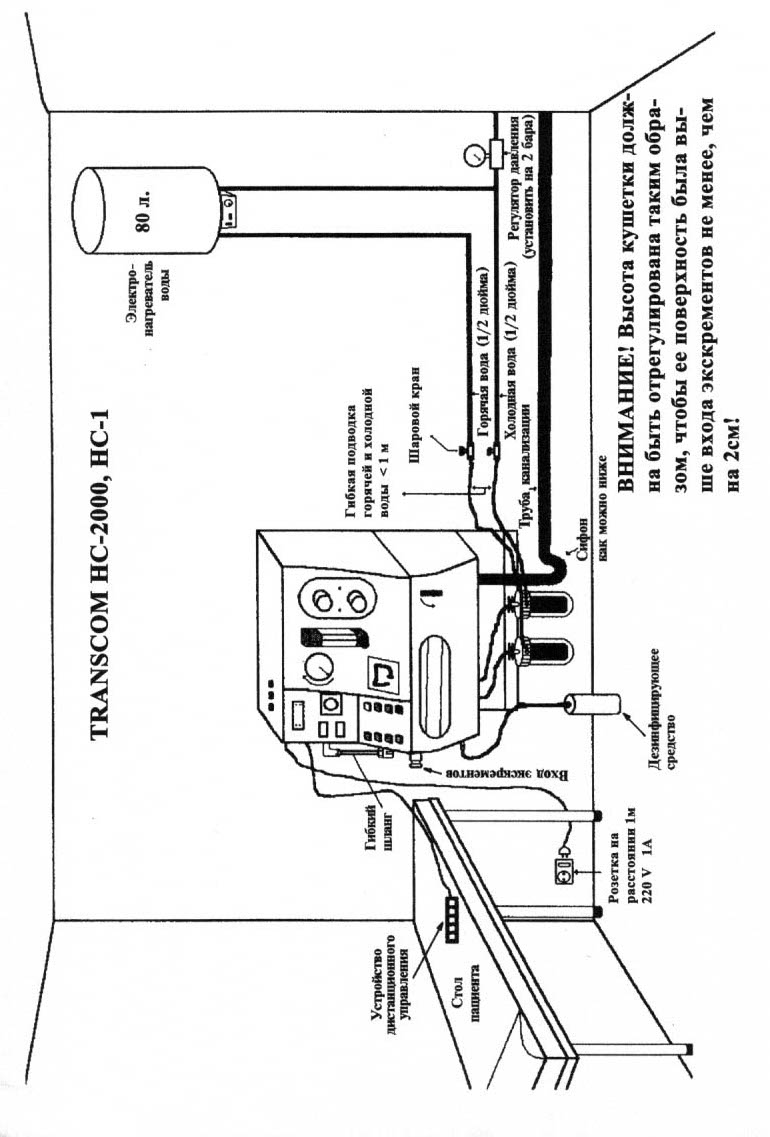 TRANSCOM HC-2000, HC-1
80 л.
Электро-
нагреватель
воды
Гибкая подводка
горячей и холодной
воды < 1 м
Шаровой кран
Горячая вода (1/2 дюйма)
Холодная вода (1/2 дюйма)
Регулятор давления
(установить на 2 бара)
Труба канализации
Сифон
как можно ниже
Гибкий
шланг
Вход экскрементов
Устройство
дистанционного
управления
Стол
пациента
Розетка на
расстоянии 1м
220 V 1A
Дезинфицирующее
средство
ВНИМАНИЕ! Высота кушетки долж-
на быть отрегулирована таким обра-
зом, чтобы ее поверхность была вы-
ше входа экскрементов не менее, чем
на 2см!